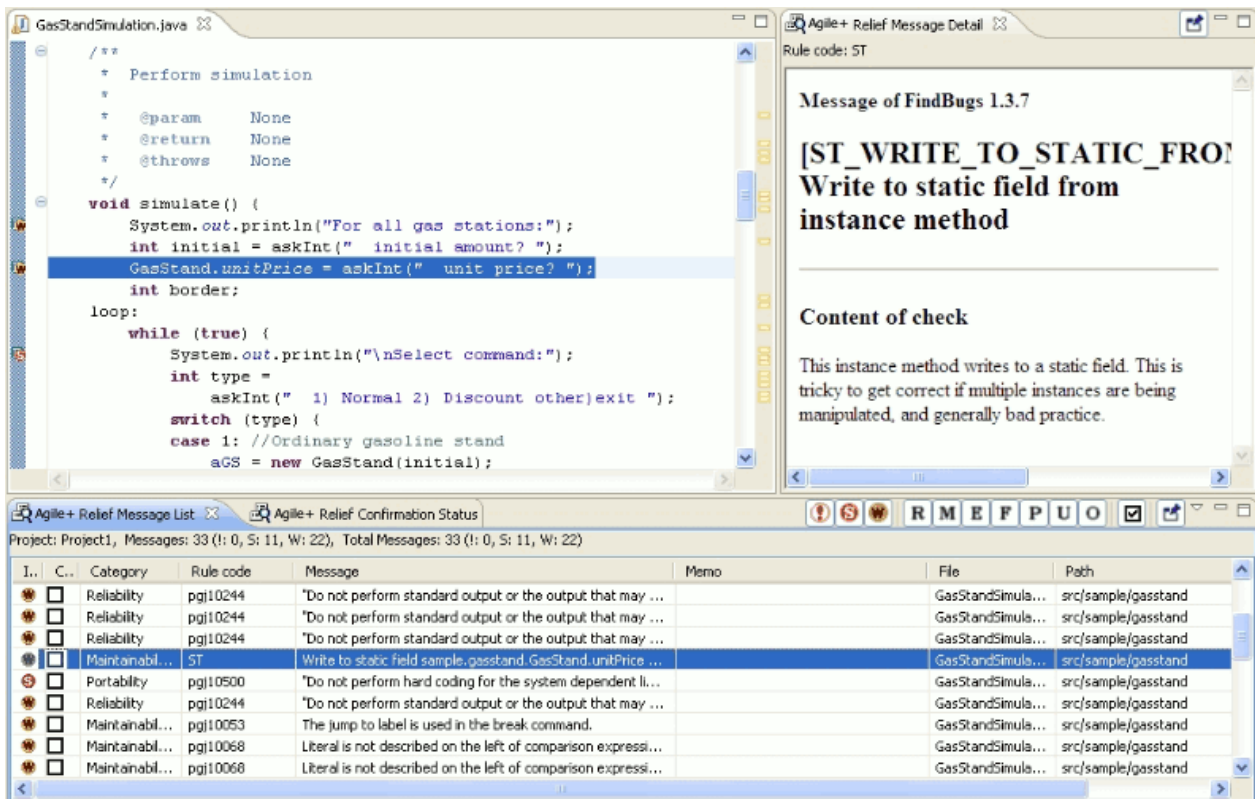 GasStandSimulation.java
/**
* Perform simulation
*
* @param None
* @return None
* @throws None
*/
void simulate() {
System.out.println("For all gas stations:");
int initial = askInt("  initial amount? ");
GasStand.unitPrice = askInt("  unit price? ");
int border;
loop:
while (true) {
System.out.println("\nSelect command:");
int type =
askInt("  1) Normal 2) Discount other)exit ");
switch (type) {
case 1: //Ordinary gasoline stand
aGS = new GasStand(initial);
Agile+ Relief Message Detail
Rule code: ST
Message of FindBugs 1.3.7
[ST_WRITE_TO_STATIC_FROM
Write to static field from
instance method
Content of check
This instance method writes to a static field. This is
tricky to get correct if multiple instances are being
manipulated, and generally bad practice.
Agile+ Relief Message List Agile+ Relief Confirmation Status
R M E F P U O
Project: Project1, Messages: 33 (!: 0, S: 11, W: 22), Total Messages: 33 (!: 0, S: 11, W: 22)
I.. C.. Category Rule code Message Memo File Path
W Reliability pgj10244 "Do not perform standard output or the output that may ... GasStandSimula... src/sample/gasstand
W Reliability pgj10244 "Do not perform standard output or the output that may ... GasStandSimula... src/sample/gasstand
W Reliability pgj10244 "Do not perform standard output or the output that may ... GasStandSimula... src/sample/gasstand
W Maintainabil... ST Write to static field sample.gasstand.GasStand.unitPrice ... GasStandSimula... src/sample/gasstand
S Portability pgj10500 "Do not perform hard coding for the system dependent li... GasStandSimula... src/sample/gasstand
W Reliability pgj10244 "Do not perform standard output or the output that may ... GasStandSimula... src/sample/gasstand
W Maintainabil... pgj10053 The jump to label is used in the break command. GasStandSimula... src/sample/gasstand
W Maintainabil... pgj10068 Literal is not described on the left of comparison expressi... GasStandSimula... src/sample/gasstand
W Maintainabil... pgj10068 Literal is not described on the left of comparison expressi... GasStandSimula... src/sample/gasstand